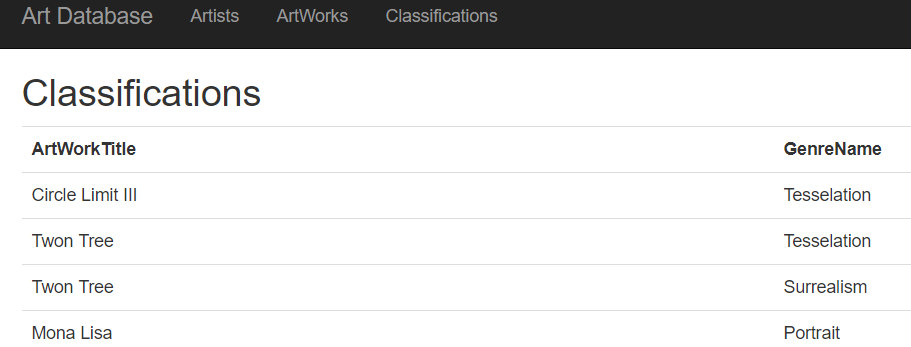 Art Database Artists ArtWorks Classifications
Classifications
ArtWorkTitle GenreName
Circle Limit III Tesselation
Twon Tree Tesselation
Twon Tree Surrealism
Mona Lisa Portrait